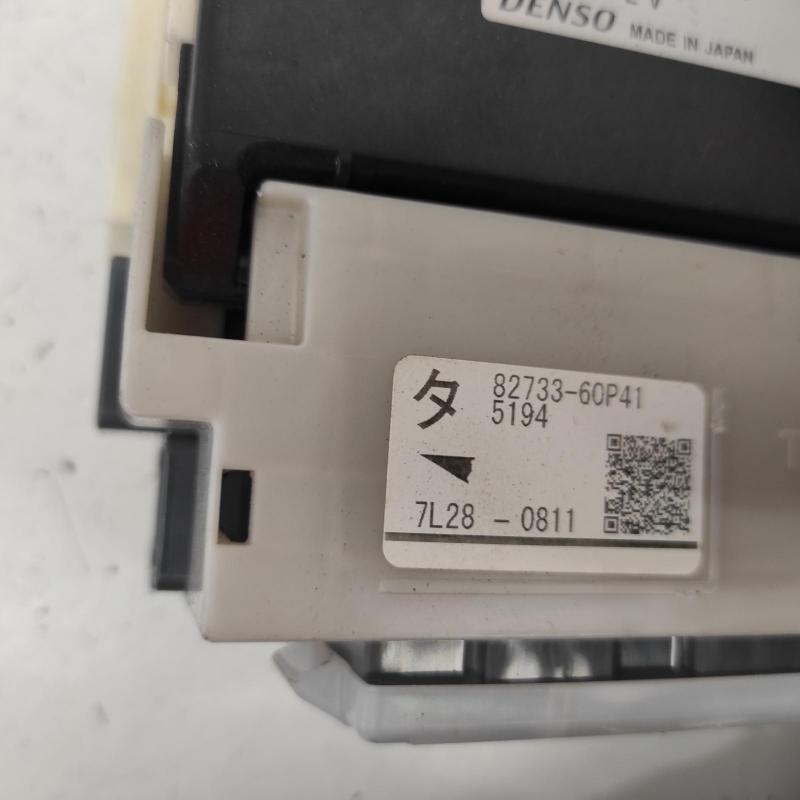 DENSO MADE IN JAPAN
タ 82733-60P41
5194
7L28 - 0811